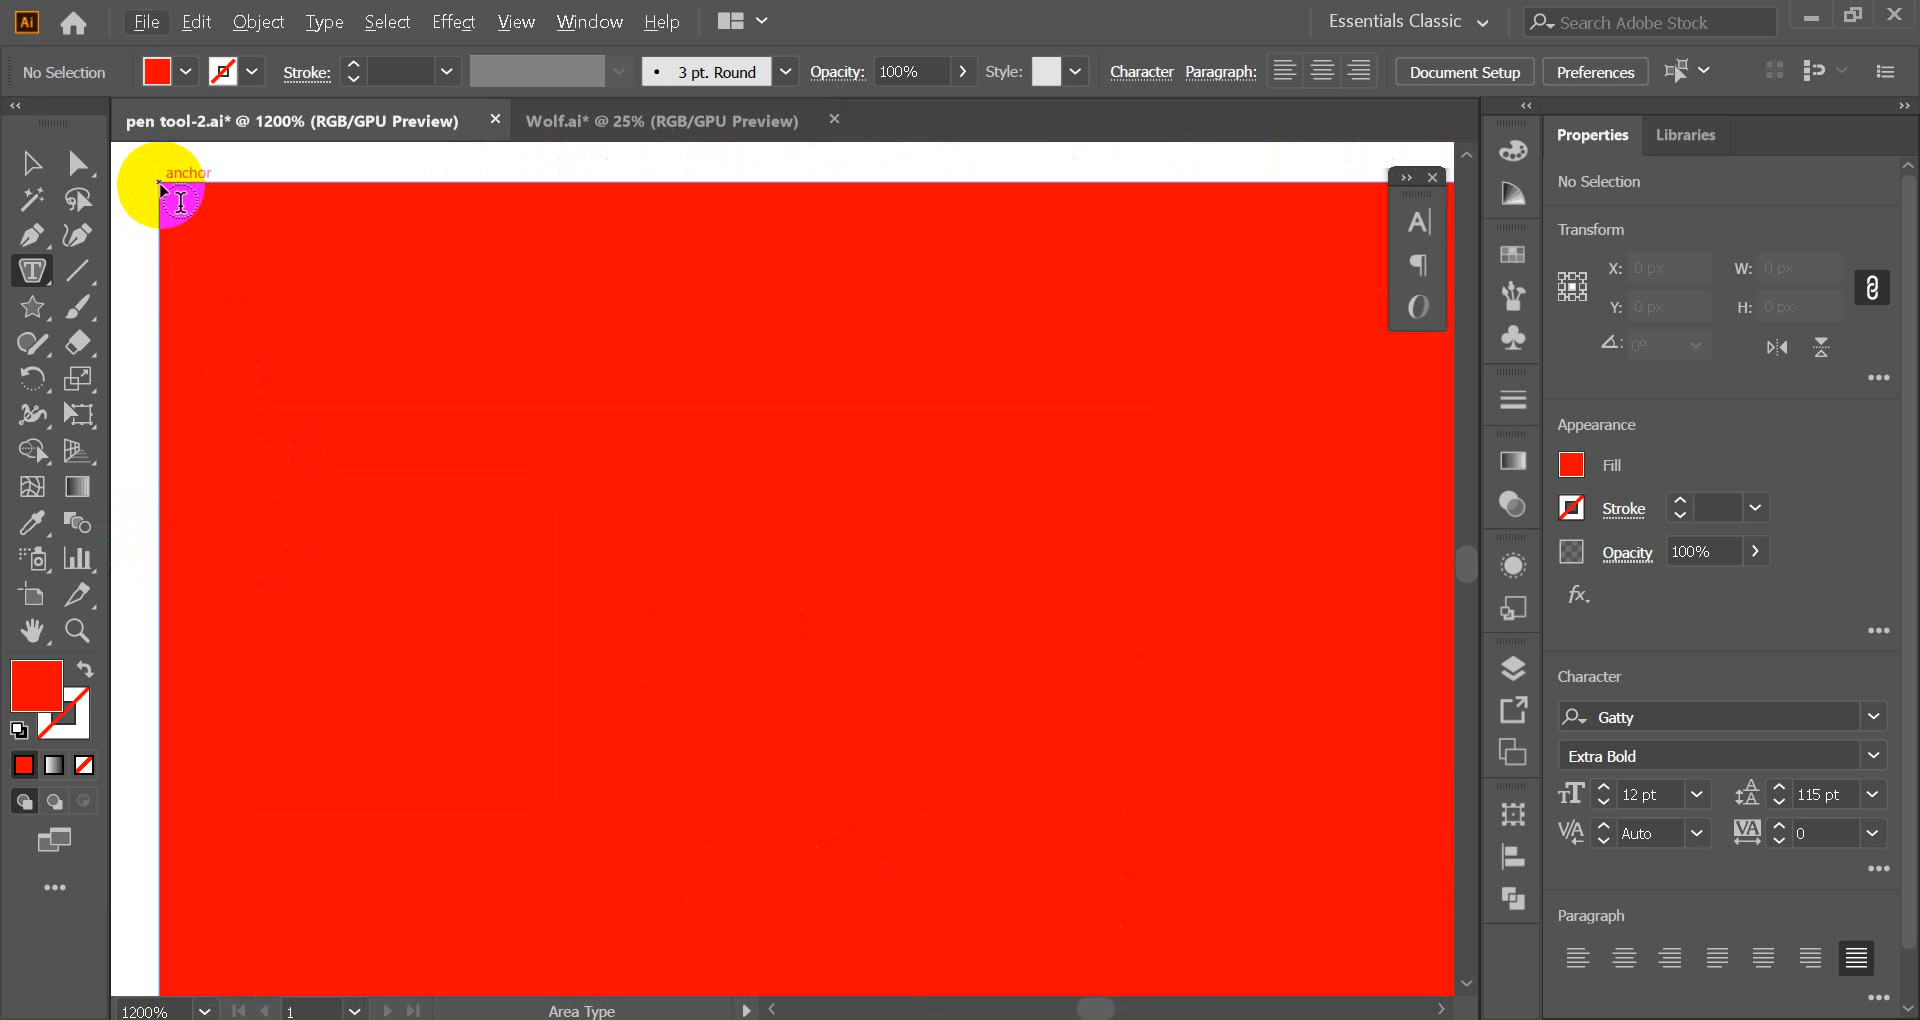 Ai File Edit Object Type Select Effect View Window Help Essentials Classic Search Adobe Stock
No Selection Stroke: 3 pt. Round Opacity: 100% Style: Character Paragraph: Document Setup Preferences
pen tool-2.ai* @ 1200% (RGB/GPU Preview) Wolf.ai* @ 25% (RGB/GPU Preview)
anchor
Properties Libraries
No Selection
Transform
X: 0 px W: 0 px
Y: 0 px H: 0 px
0°
Appearance
Fill
Stroke
Opacity 100%
fx
Character
Gatty
Extra Bold
12 pt 115 pt
Auto 0
Paragraph
1200% 1 Area Type